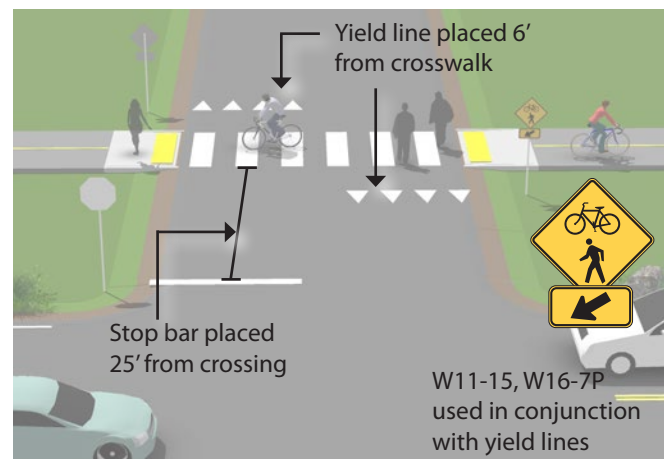 Yield line placed 6’
from crosswalk
Stop bar placed
25’ from crossing
W11-15, W16-7P
used in conjunction
with yield lines